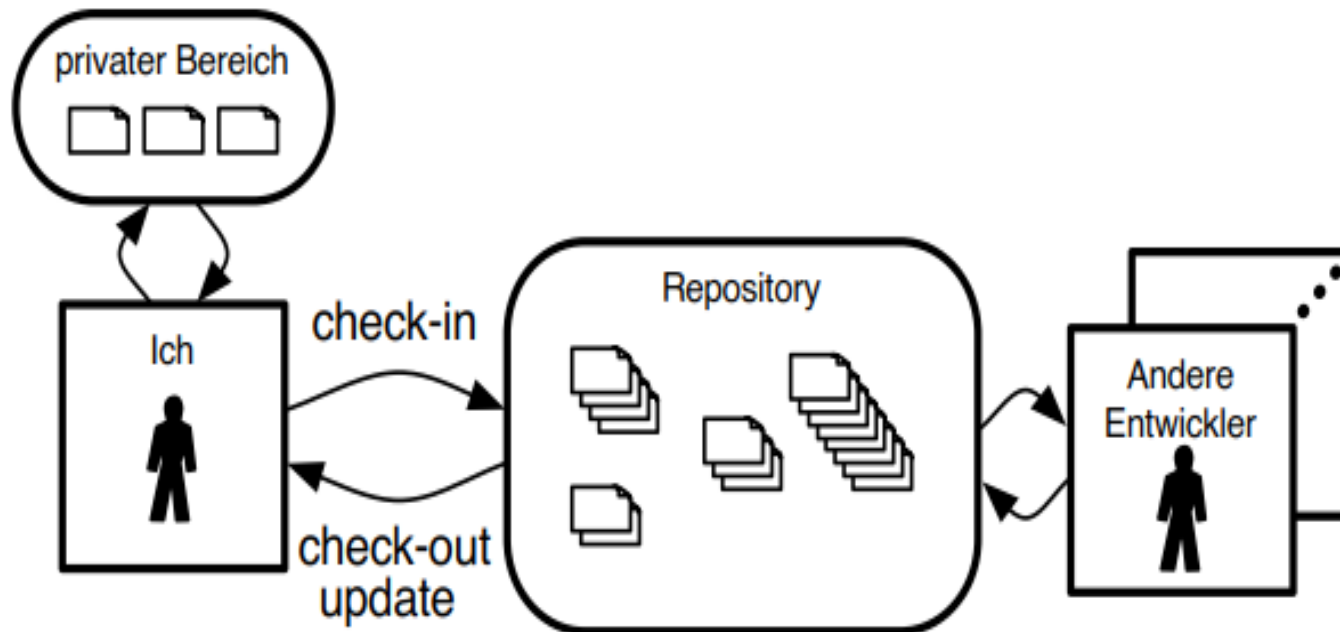 privater Bereich
Ich
check-in
check-out
update
Repository
Andere
Entwickler